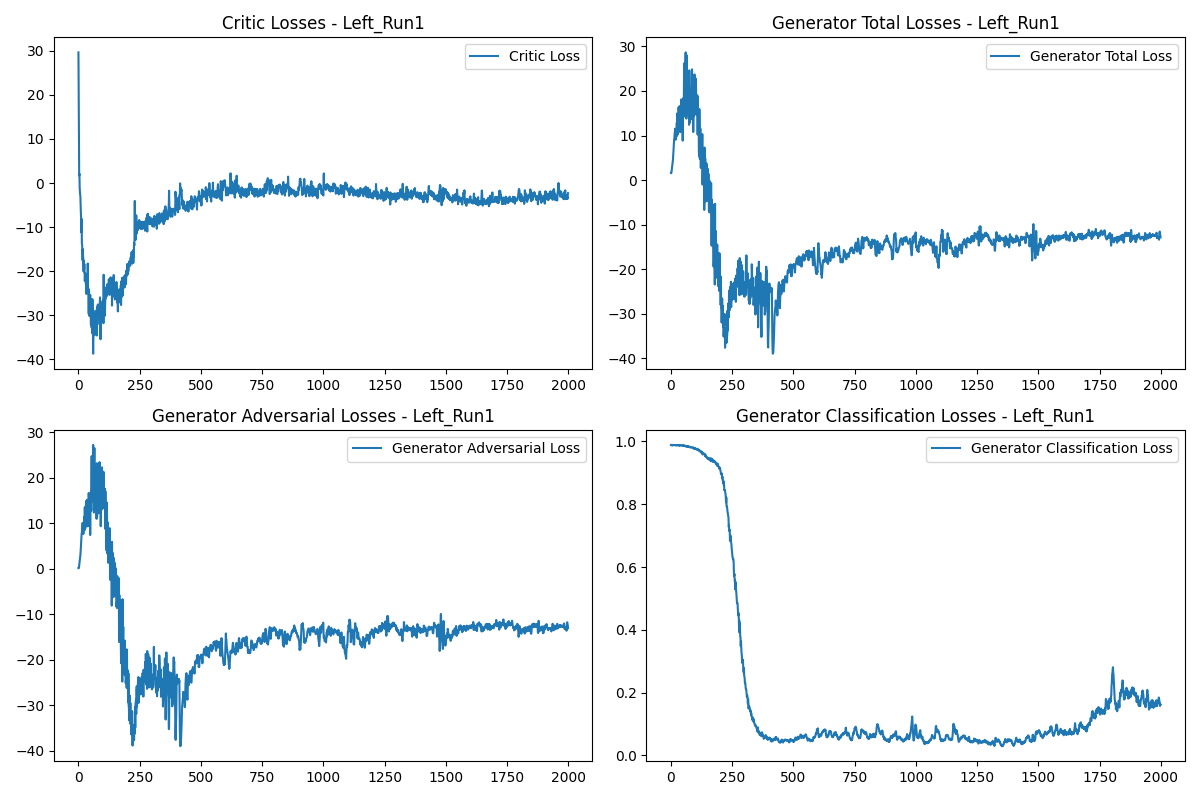 Critic Losses - Left_Run1
Critic Loss
30
20
10
0
−10
−20
−30
−40
0 250 500 750 1000 1250 1500 1750 2000
Generator Total Losses - Left_Run1
Generator Total Loss
30
20
10
0
−10
−20
−30
−40
0 250 500 750 1000 1250 1500 1750 2000
Generator Adversarial Losses - Left_Run1
Generator Adversarial Loss
30
20
10
0
−10
−20
−30
−40
0 250 500 750 1000 1250 1500 1750 2000
Generator Classification Losses - Left_Run1
Generator Classification Loss
1.0
0.8
0.6
0.4
0.2
0.0
0 250 500 750 1000 1250 1500 1750 2000